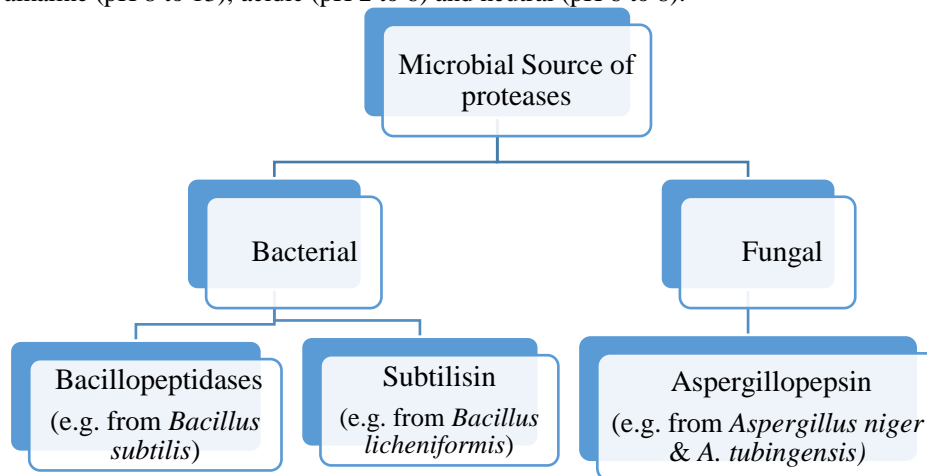 Microbial Source of
proteases
Bacterial
Fungal
Bacillopeptidases
(e.g. from Bacillus
subtilis)
Subtilisin
(e.g. from Bacillus
licheniformis)
Aspergillopepsin
(e.g. from Aspergillus niger
& A. tubingensis)